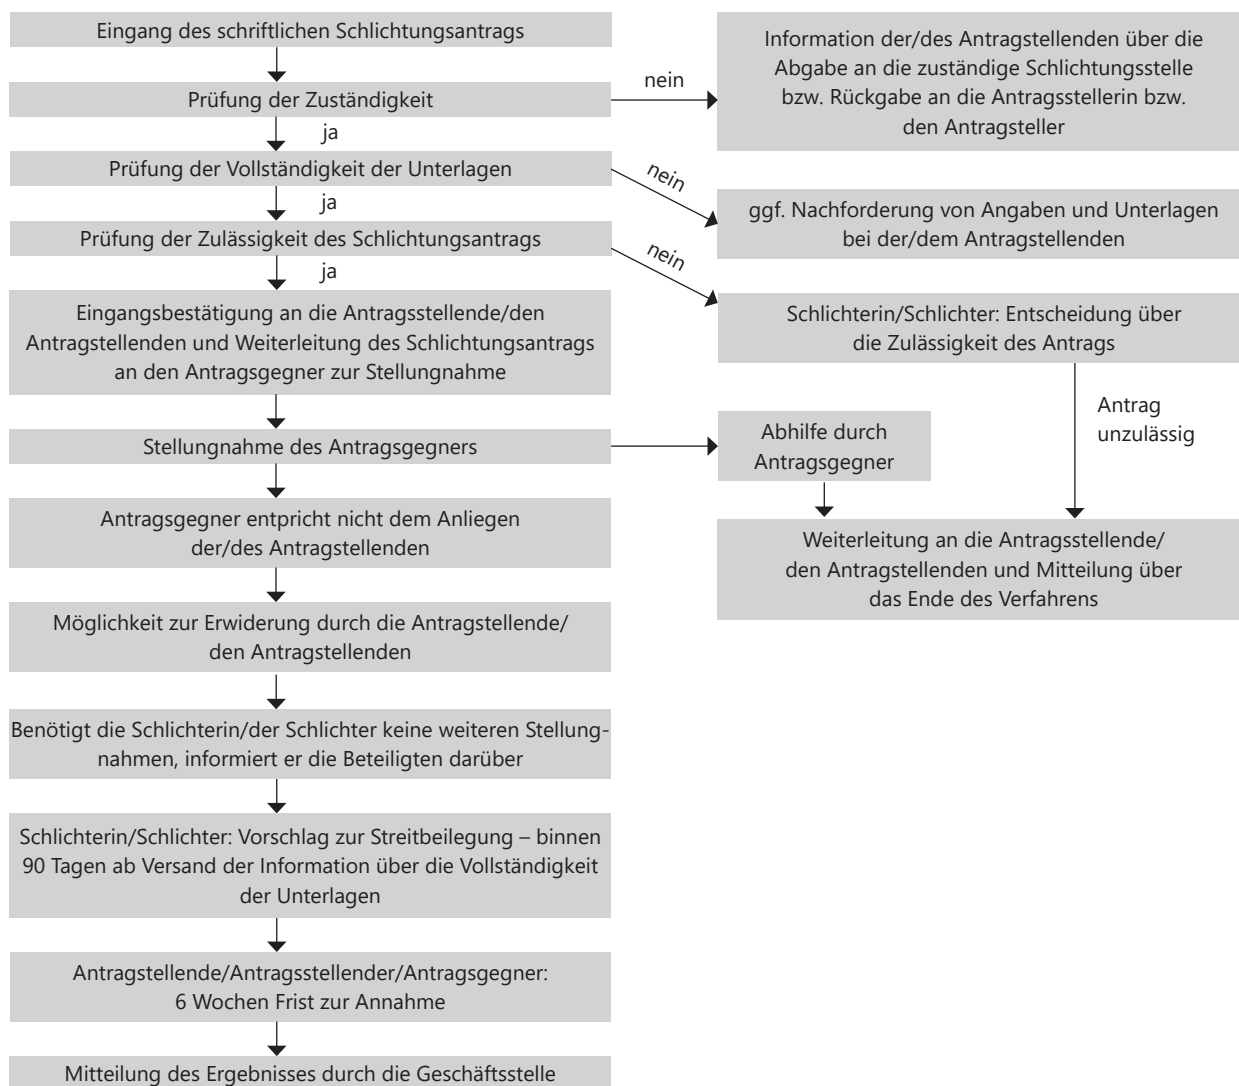 Eingang des schriftlichen Schlichtungsantrags
Prüfung der Zuständigkeit
nein
Information der/des Antragstellenden über die
Abgabe an die zuständige Schlichtungsstelle
bzw. Rückgabe an die Antragsstellerin bzw.
den Antragsteller
ja
Prüfung der Vollständigkeit der Unterlagen
nein
ggf. Nachforderung von Angaben und Unterlagen
bei der/dem Antragstellenden
ja
Prüfung der Zulässigkeit des Schlichtungsantrags
nein
Schlichterin/Schlichter: Entscheidung über
die Zulässigkeit des Antrags
ja
Eingangsbestätigung an die Antragsstellende/den
Antragstellenden und Weiterleitung des Schlichtungsantrags
an den Antragsgegner zur Stellungnahme
Antrag
unzulässig
Stellungnahme des Antragsgegners
Abhilfe durch
Antragsgegner
Weiterleitung an die Antragsstellende/
den Antragstellenden und Mitteilung über
das Ende des Verfahrens
Antragsgegner entpricht nicht dem Anliegen
der/des Antragstellenden
Möglichkeit zur Erwiderung durch die Antragstellende/
den Antragstellenden
Benötigt die Schlichterin/der Schlichter keine weiteren Stellung-
nahmen, informiert er die Beteiligten darüber
Schlichterin/Schlichter: Vorschlag zur Streitbeilegung – binnen
90 Tagen ab Versand der Information über die Vollständigkeit
der Unterlagen
Antragstellende/Antragsstellender/Antragsgegner:
6 Wochen Frist zur Annahme
Mitteilung des Ergebnisses durch die Geschäftsstelle